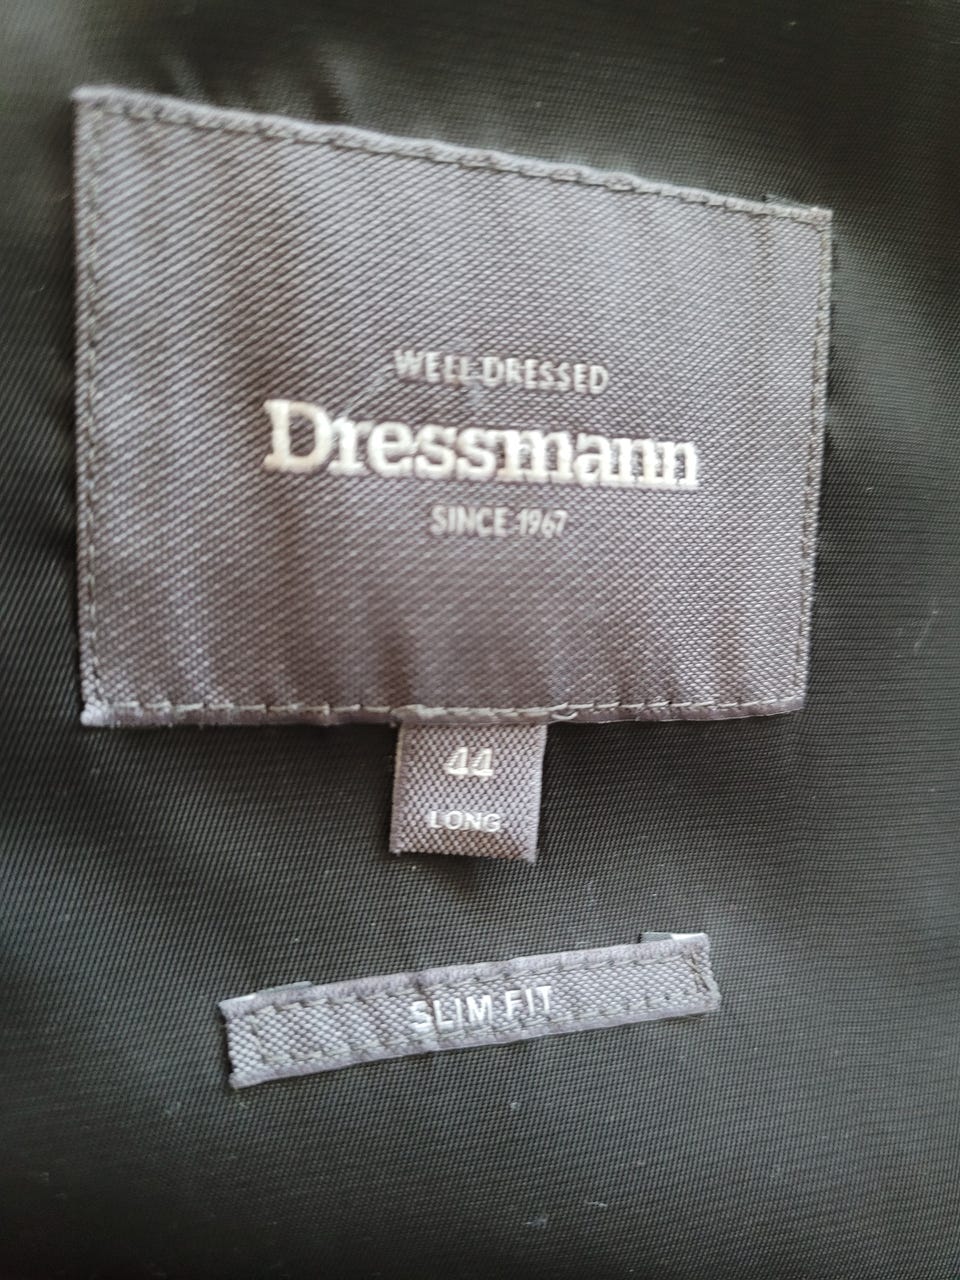 WELL DRESSED
Dressmann
SINCE 1967
44
LONG
SLIM FIT